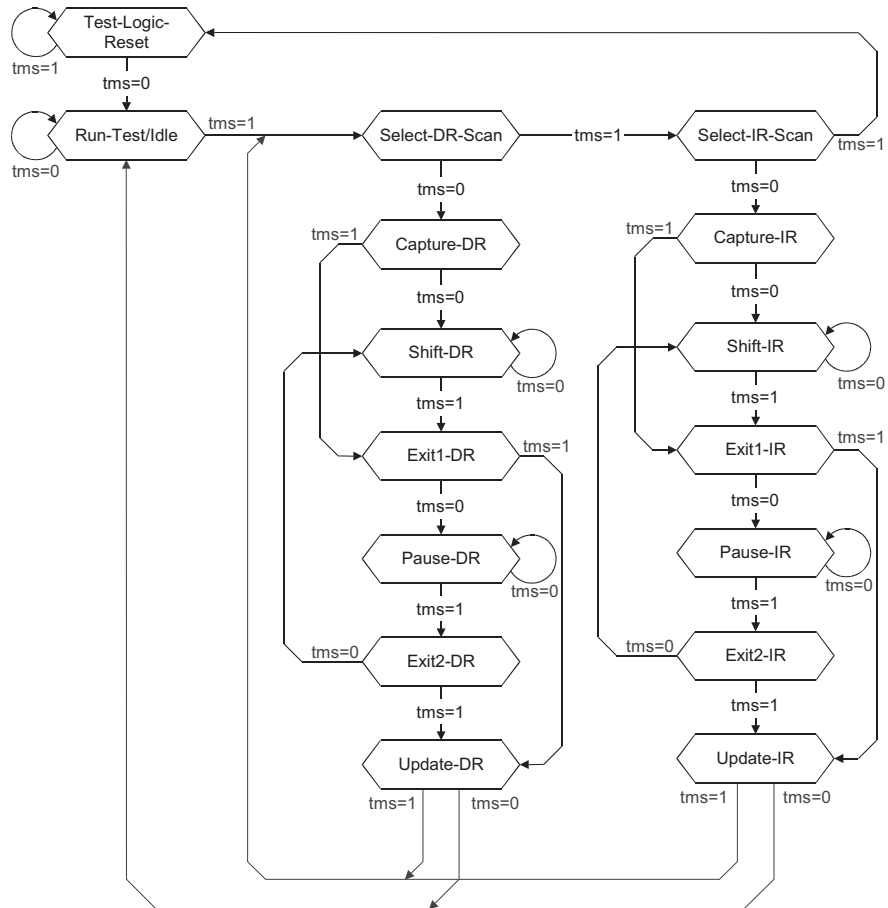 Test-Logic-
Reset
tms=1
tms=0
Run-Test/Idle
tms=0
tms=1
Select-DR-Scan
tms=1
Select-IR-Scan
tms=1
tms=0
tms=0
tms=1
Capture-DR
tms=1
Capture-IR
tms=0
tms=0
Shift-DR
tms=0
Shift-IR
tms=0
tms=1
tms=1
Exit1-DR
tms=1
Exit1-IR
tms=1
tms=0
tms=0
Pause-DR
tms=0
Pause-IR
tms=0
tms=1
tms=1
tms=0
Exit2-DR
tms=0
Exit2-IR
tms=1
tms=1
Update-DR
Update-IR
tms=1
tms=0
tms=1
tms=0